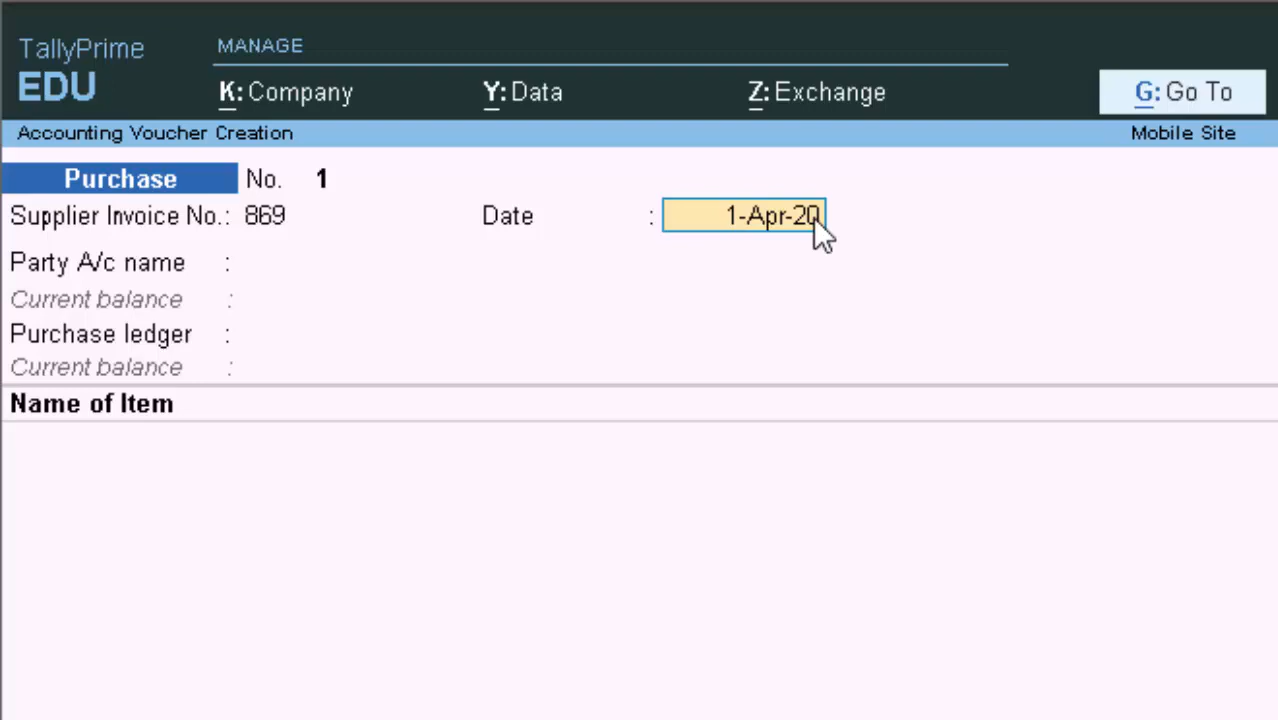 TallyPrime
EDU
MANAGE
K: Company Y: Data Z: Exchange G: Go To
Accounting Voucher Creation Mobile Site
Purchase No. 1
Supplier Invoice No.: 869 Date : 1-Apr-20
Party A/c name :
Current balance :
Purchase ledger :
Current balance :
Name of Item